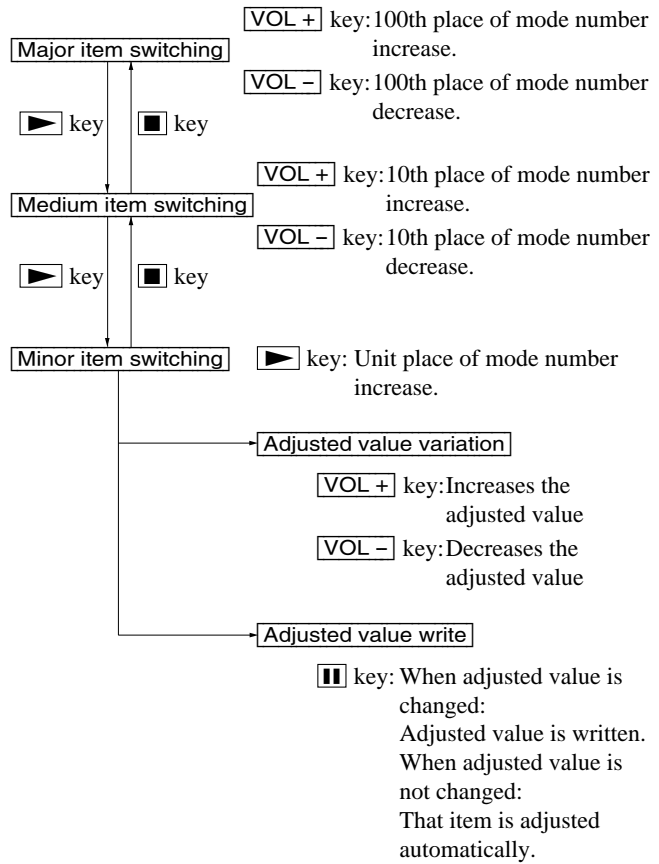 VOL + key: 100th place of mode number
increase.
Major item switching
VOL – key: 100th place of mode number
decrease.
key key
VOL + key: 10th place of mode number
increase.
Medium item switching
VOL – key: 10th place of mode number
decrease.
key key
Minor item switching
key: Unit place of mode number
increase.
Adjusted value variation
VOL + key: Increases the
adjusted value
VOL – key: Decreases the
adjusted value
Adjusted value write
key: When adjusted value is
changed:
Adjusted value is written.
When adjusted value is
not changed:
That item is adjusted
automatically.